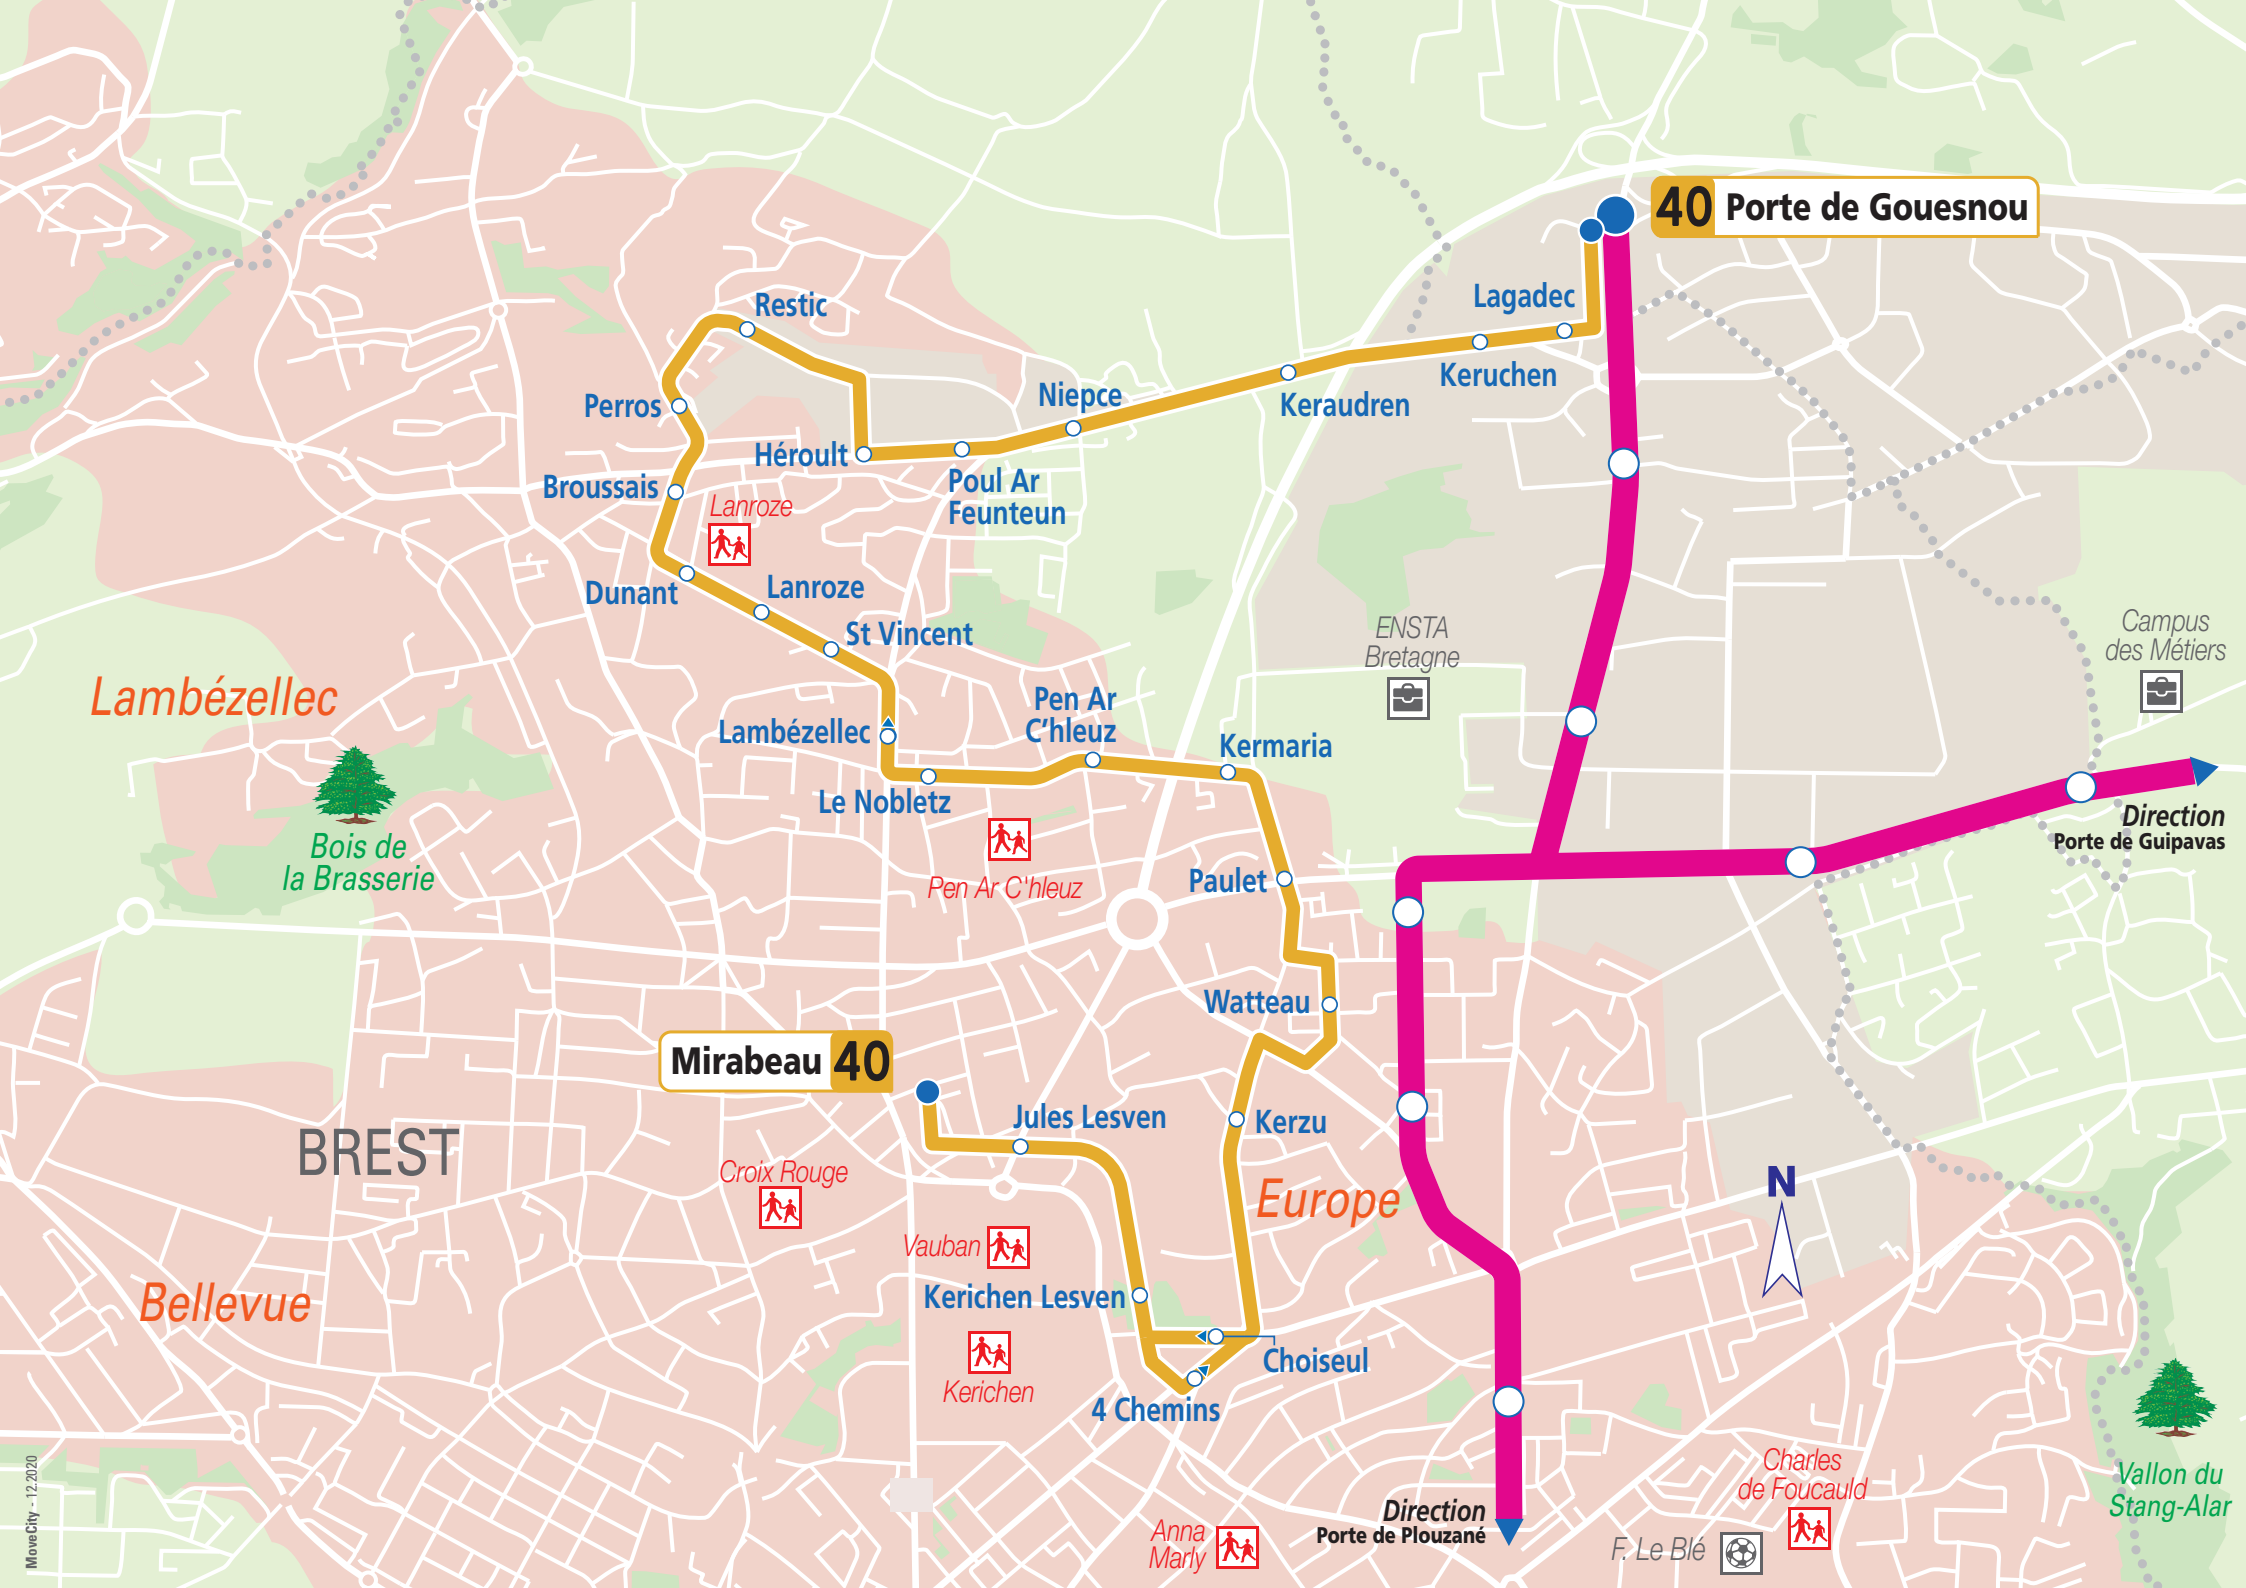 40 Porte de Gouesnou
Lagadec
Keruchen
Keraudren
Niepce
Poul Ar
Feunteun
Héroult
Restic
Perros
Broussais
Lanroze
Dunant
Lanroze
St Vincent
Lambézellec
Lambézellec
Le Nobletz
Pen Ar
C’hleuz
Kermaria
Pen Ar C'hleuz
Paulet
Watteau
ENSTA
Bretagne
Campus
des Métiers
Direction
Porte de Guipavas
Bois de
la Brasserie
Mirabeau 40
Jules Lesven
Kerzu
BREST
Croix Rouge
Europe
Vauban
Kerichen Lesven
Bellevue
Kerichen
Choiseul
4 Chemins
N
Anna
Marly
Direction
Porte de Plouzané
F. Le Blé
Charles
de Foucauld
Vallon du
Stang-Alar
MoveCity - 12.2020